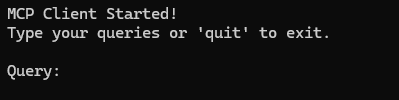 MCP Client Started!
Type your queries or 'quit' to exit.
Query: